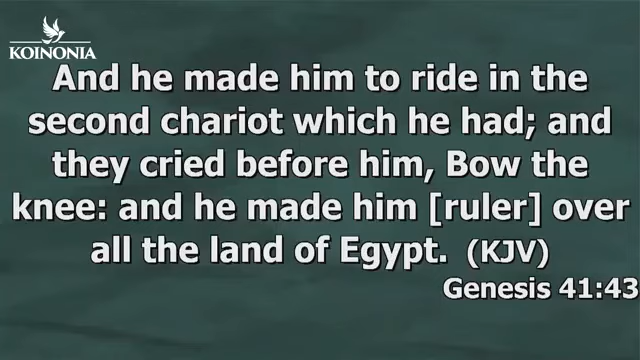 KOINONIA
And he made him to ride in the
second chariot which he had; and
they cried before him, Bow the
knee: and he made him [ruler] over
all the land of Egypt. (KJV)
Genesis 41:43